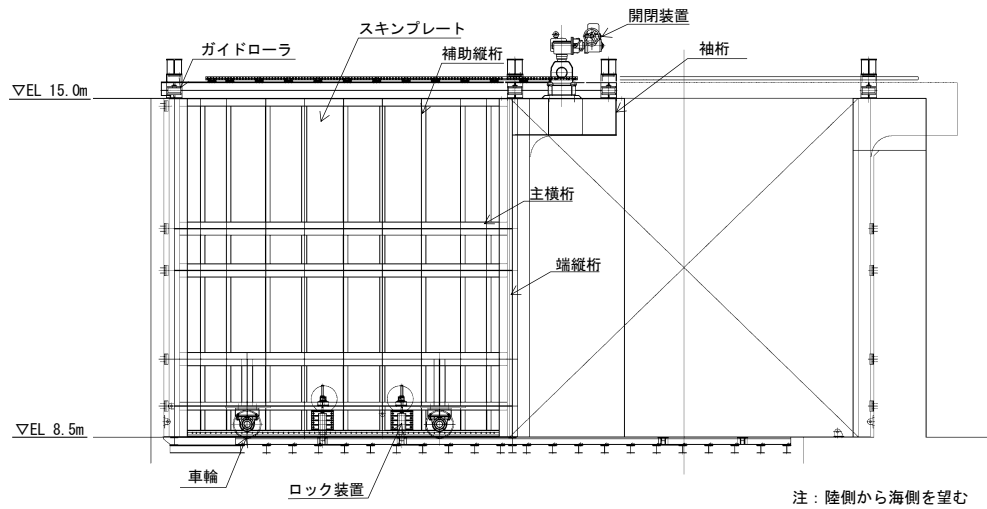 開閉装置
スキンプレート
ガイドローラ
補助縦桁
袖桁
▽EL 15.0m
主横桁
端縦桁
▽EL 8.5m
車輪
ロック装置
注：陸側から海側を望む